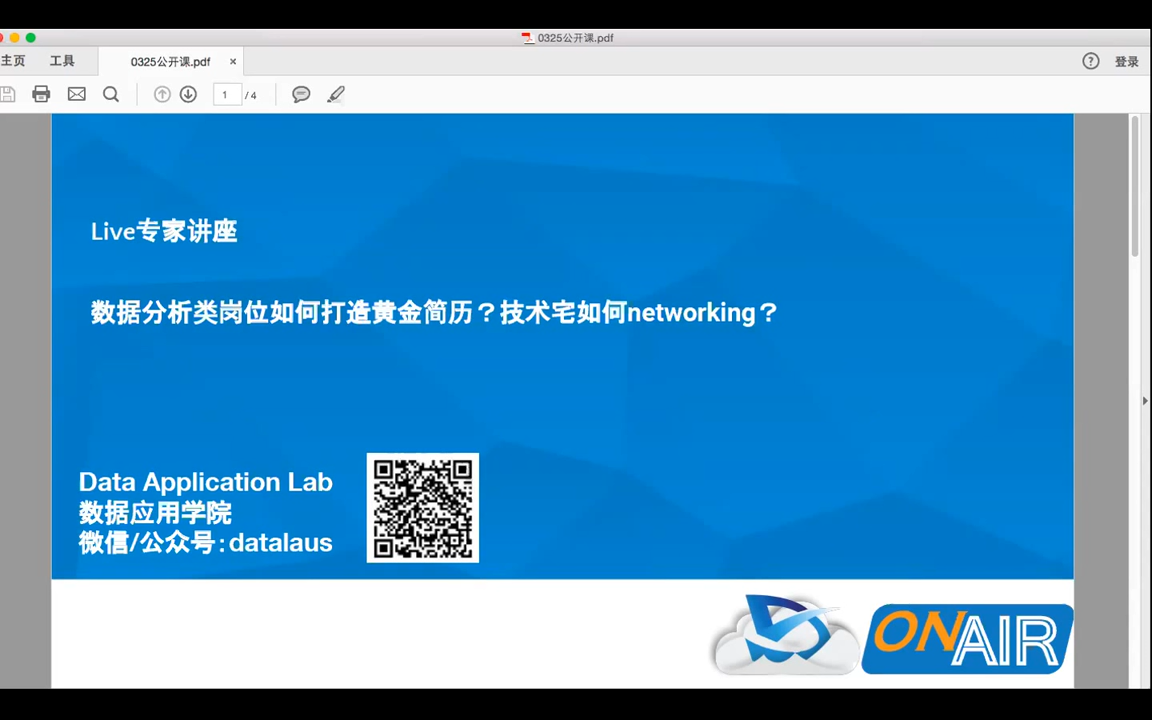 0325公开课.pdf
主页 工具 0325公开课.pdf × ? 登录
1 / 4
Live专家讲座
数据分析类岗位如何打造黄金简历？技术宅如何networking？
Data Application Lab
数据应用学院
微信/公众号：datalaus
ONAIR